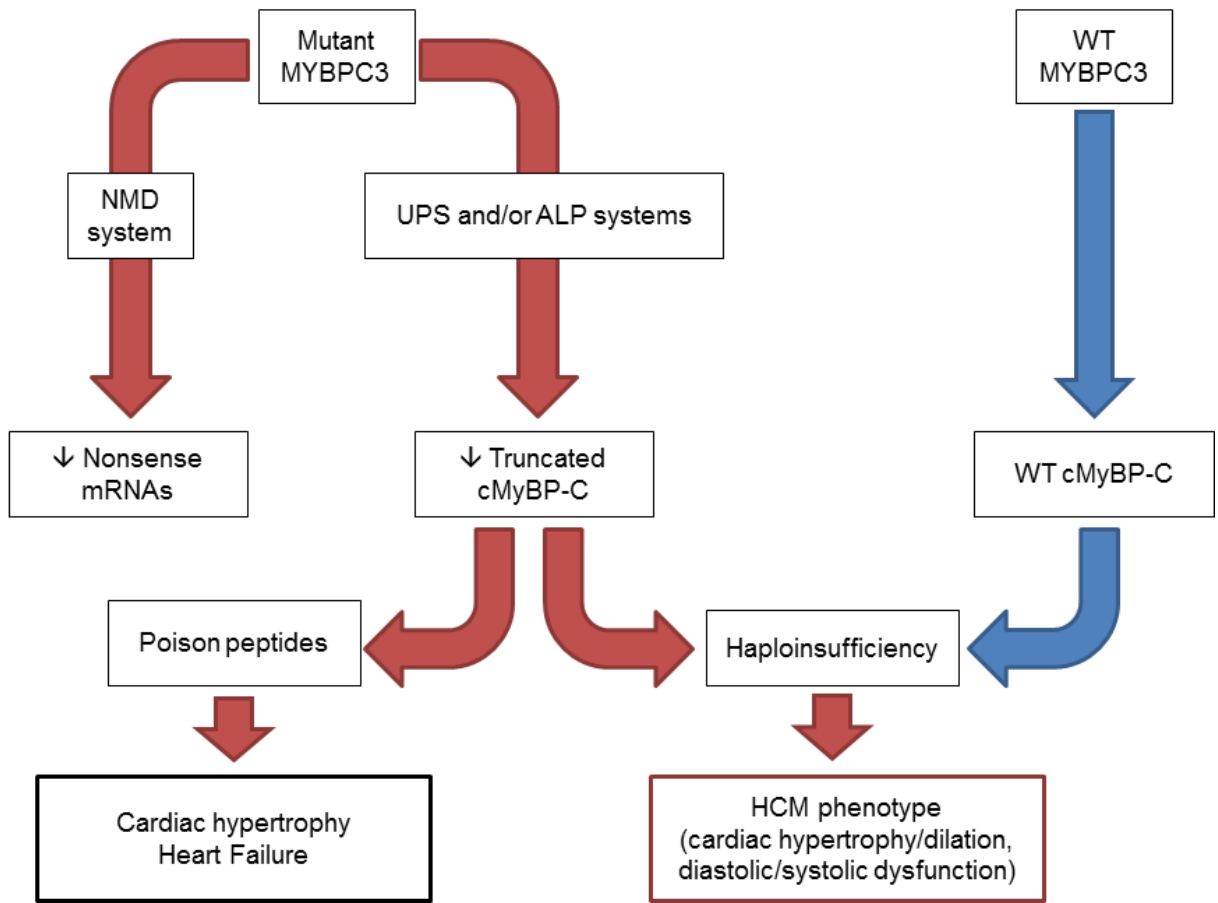 Mutant
MYBPC3
WT
MYBPC3
NMD
system
UPS and/or ALP systems
↓ Nonsense
mRNAs
↓ Truncated
cMyBP-C
WT cMyBP-C
Poison peptides
Haploinsufficiency
Cardiac hypertrophy
Heart Failure
HCM phenotype
(cardiac hypertrophy/dilation,
diastolic/systolic dysfunction)